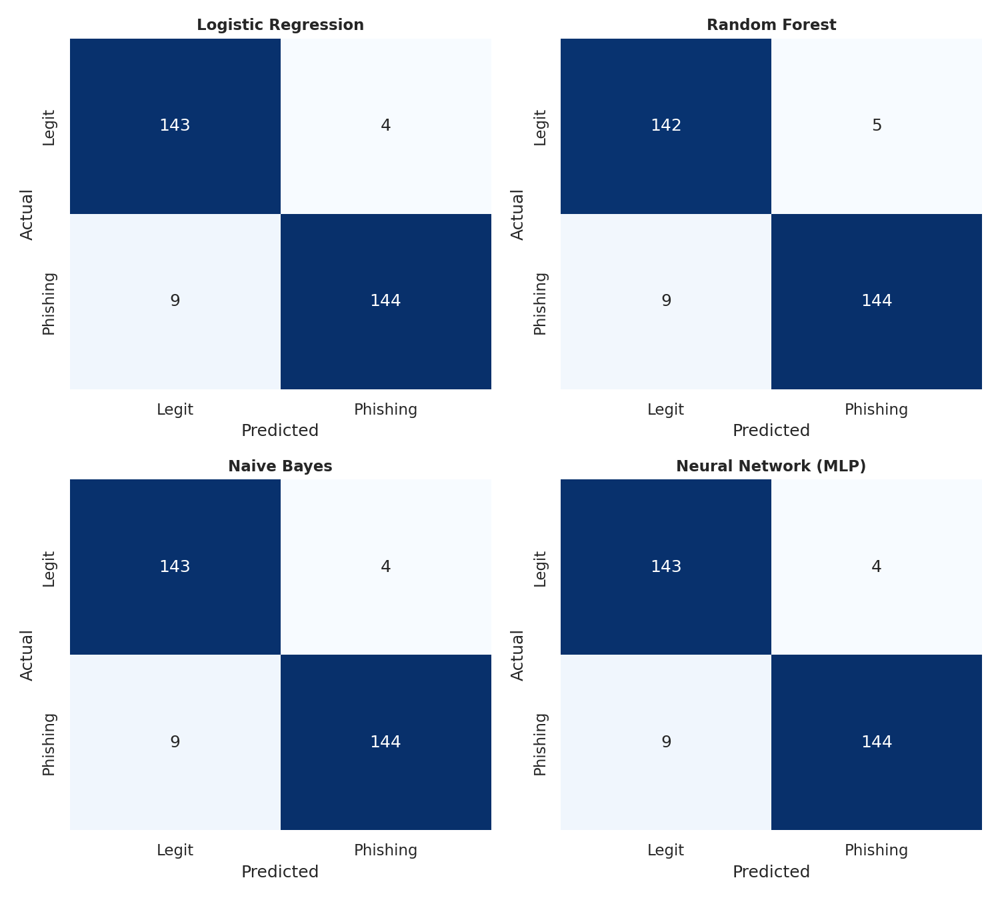 Logistic Regression
Legit
143
4
Actual
Phishing
9
144
Legit
Phishing
Predicted
Random Forest
Legit
142
5
Actual
Phishing
9
144
Legit
Phishing
Predicted
Naive Bayes
Legit
143
4
Actual
Phishing
9
144
Legit
Phishing
Predicted
Neural Network (MLP)
Legit
143
4
Actual
Phishing
9
144
Legit
Phishing
Predicted